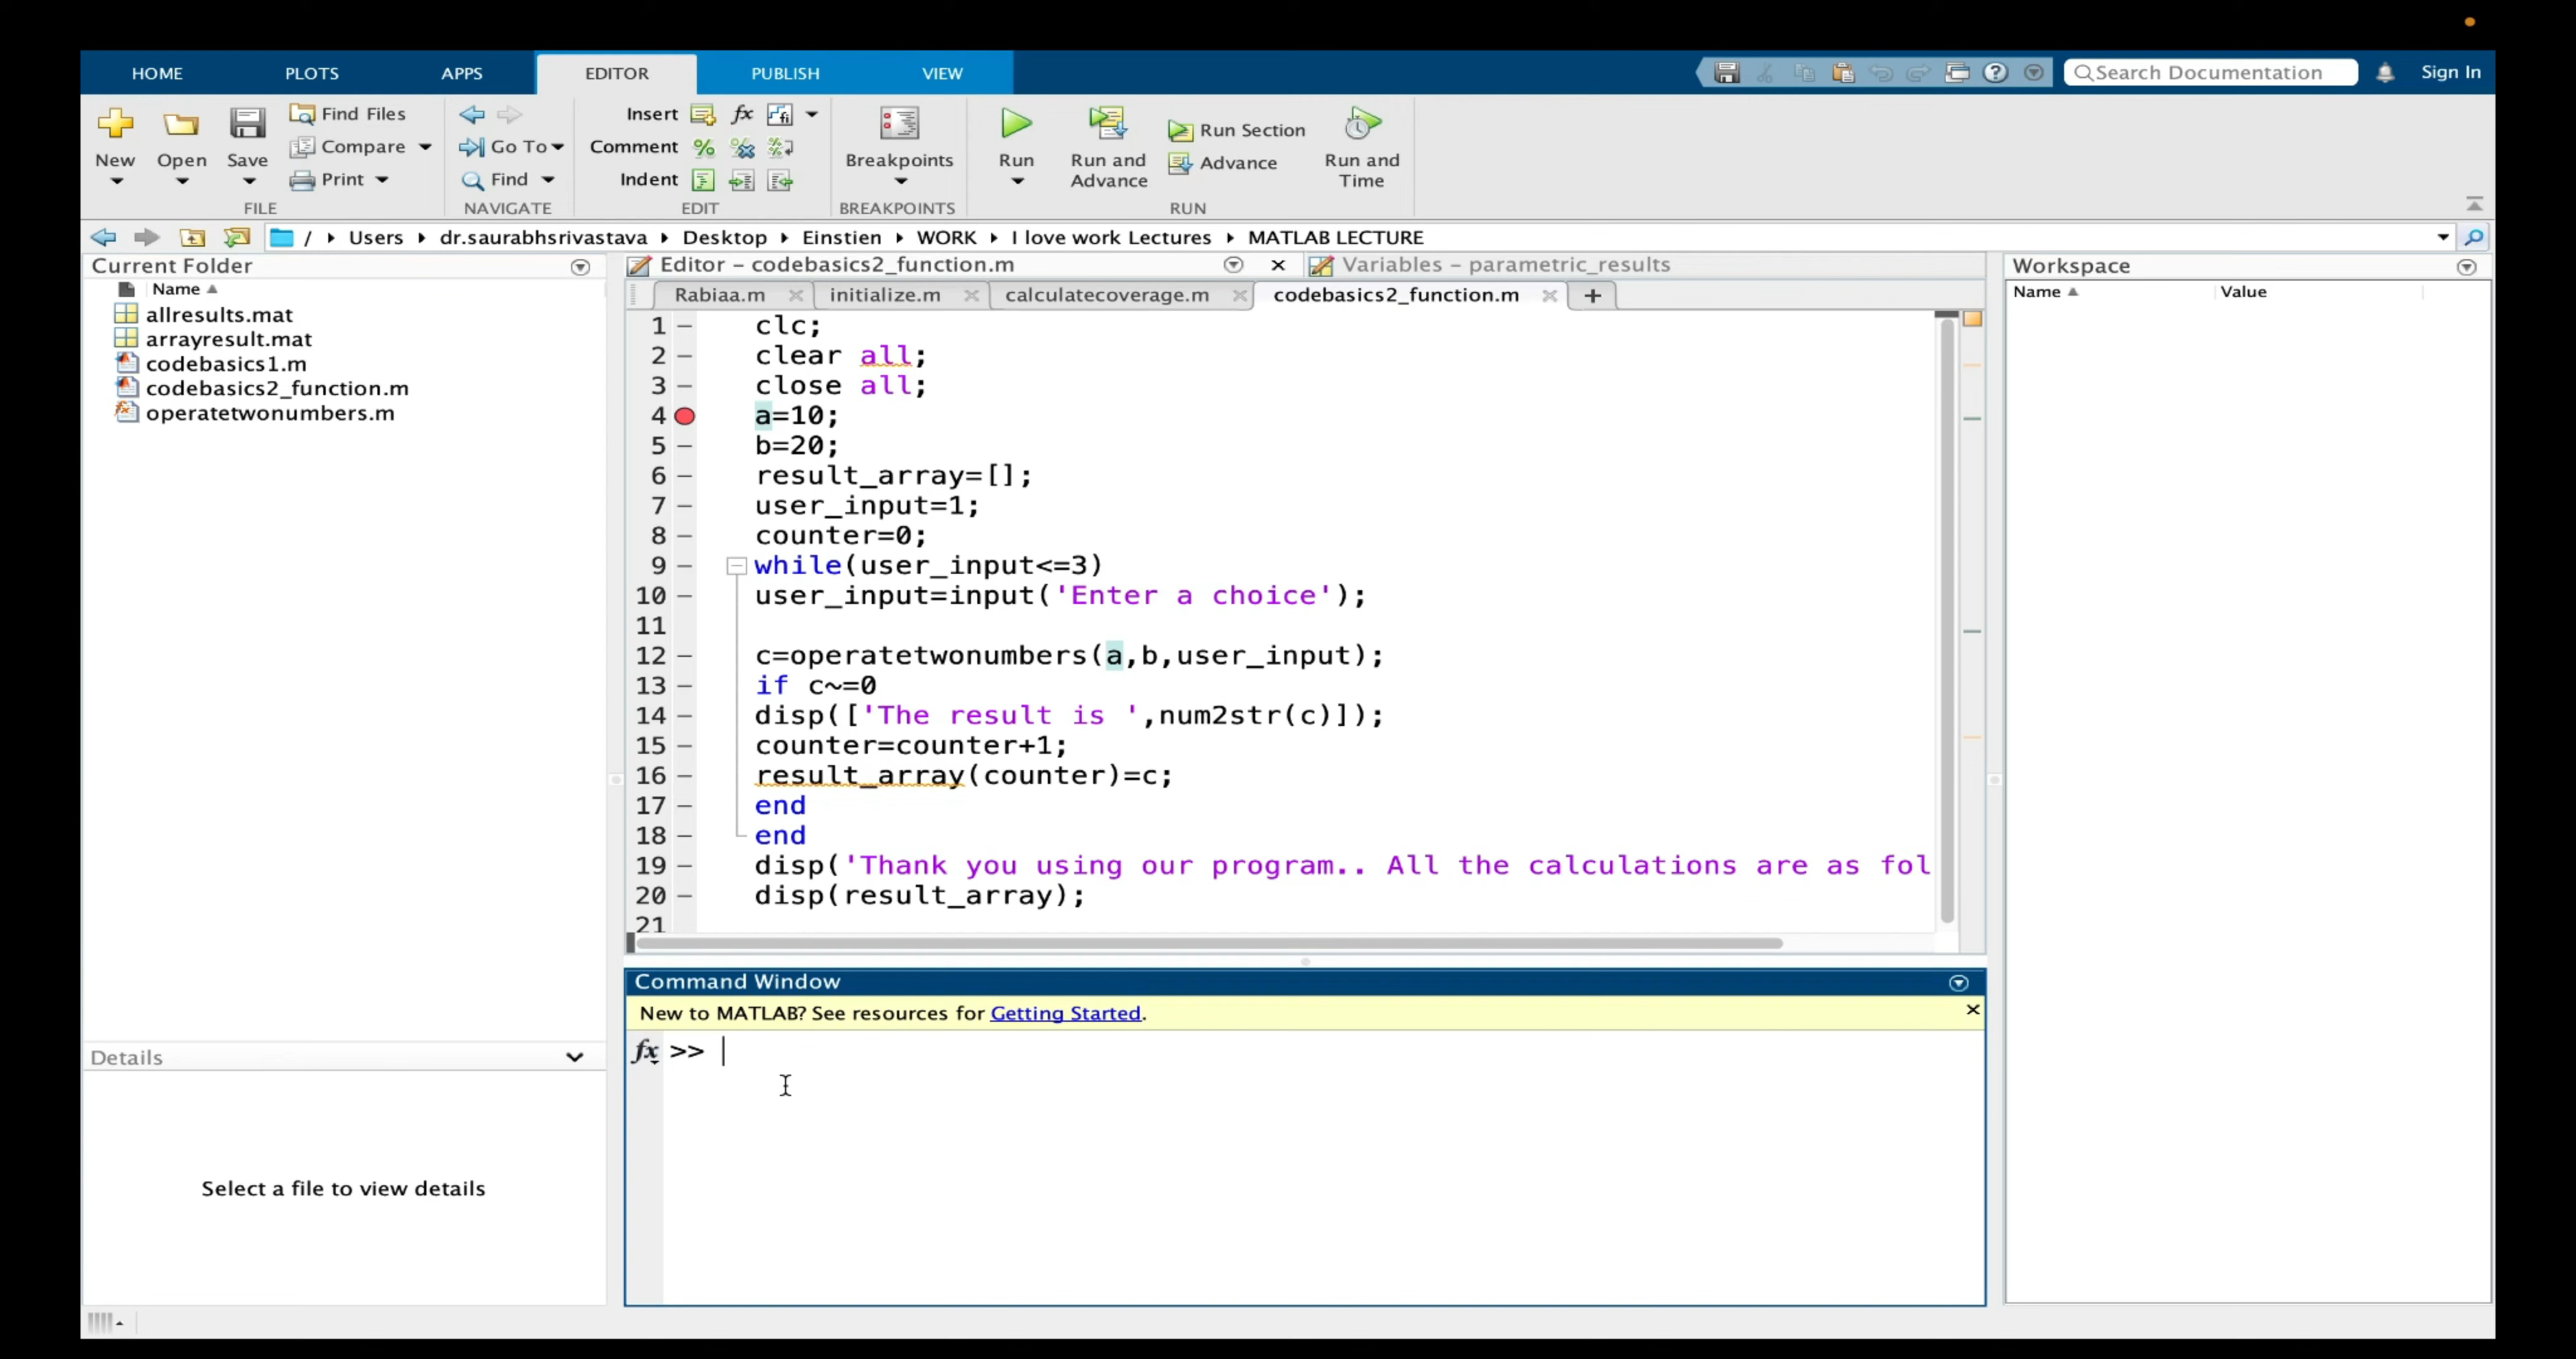 HOME PLOTS APPS EDITOR PUBLISH VIEW Search Documentation Sign In
New Open Save Find Files Compare Print
FILE
Go To Find
NAVIGATE
Insert fx
Comment
Indent
EDIT
Breakpoints
BREAKPOINTS
Run Run and Advance Run Section Advance Run and Time
RUN
/ Users dr.saurabhsrivastava Desktop Einstien WORK I love work Lectures MATLAB LECTURE
Current Folder
Name
allresults.mat
arrayresult.mat
codebasics1.m
codebasics2_function.m
operatetwonumbers.m
Details
Select a file to view details
Editor - codebasics2_function.m Variables - parametric_results
Rabiaa.m initialize.m calculatecoverage.m codebasics2_function.m +
1 clc;
2 clear all;
3 close all;
4 a=10;
5 b=20;
6 result_array=[];
7 user_input=1;
8 counter=0;
9 while(user_input<=3)
10 user_input=input('Enter a choice');
11
12 c=operatetwonumbers(a,b,user_input);
13 if c~=0
14 disp(['The result is ',num2str(c)]);
15 counter=counter+1;
16 result_array(counter)=c;
17 end
18 end
19 disp('Thank you using our program.. All the calculations are as fol
20 disp(result_array);
21
Command Window
New to MATLAB? See resources for Getting Started.
fx >>
Workspace
Name Value